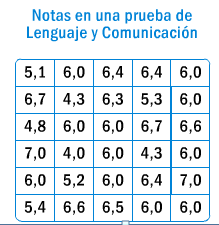 Notas en una prueba de
Lenguaje y Comunicación
5,1 6,0 6,4 6,4 6,0
6,7 4,3 6,3 5,3 6,0
4,8 6,0 6,0 6,7 6,6
7,0 4,0 6,0 4,3 6,0
6,0 5,2 6,0 6,4 7,0
5,4 6,6 6,5 6,0 6,0